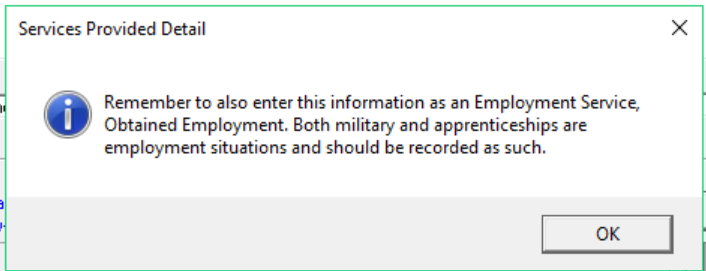 Services Provided Detail
Remember to also enter this information as an Employment Service,
Obtained Employment. Both military and apprenticeships are
employment situations and should be recorded as such.
OK